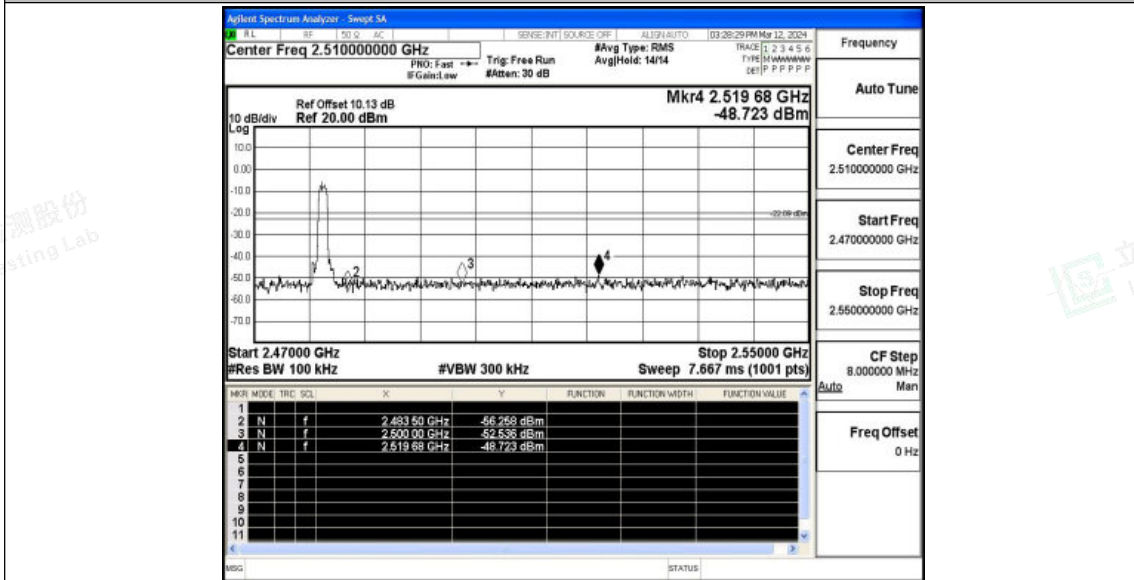 Agilent Spectrum Analyzer - Swept SA
RL RF 50 Ω AC SENSE:INT SOURCE OFF ALIGN AUTO 03:28:29 PM Mar 12, 2024
Center Freq 2.510000000 GHz
PNO: Fast
IFGain:Low
Trig: Free Run
#Atten: 30 dB
#Avg Type: RMS
Avg|Hold: 14/14
TRACE 1 2 3 4 5 6
TYPE M WWWWW
DET P P P P P P
Frequency
Auto Tune
Center Freq
2.510000000 GHz
Start Freq
2.470000000 GHz
Stop Freq
2.550000000 GHz
CF Step
8.000000 MHz
Auto Man
Freq Offset
0 Hz
Mkr4 2.519 68 GHz
-48.723 dBm
Ref Offset 10.13 dB
10 dB/div Ref 20.00 dBm
Log
10.0
0.00
-10.0
-20.0
-22.09 dBm
-30.0
-40.0
-50.0
-60.0
-70.0
2
3
4
Start 2.47000 GHz Stop 2.55000 GHz
#Res BW 100 kHz #VBW 300 kHz Sweep 7.667 ms (1001 pts)
MKR MODE TRC SCL X Y FUNCTION FUNCTION WIDTH FUNCTION VALUE
1
2 N f 2.483 50 GHz -56.258 dBm
3 N f 2.500 00 GHz -52.536 dBm
4 N f 2.519 68 GHz -48.723 dBm
5
6
7
8
9
10
11
MSG STATUS
测股份
sting Lab
立